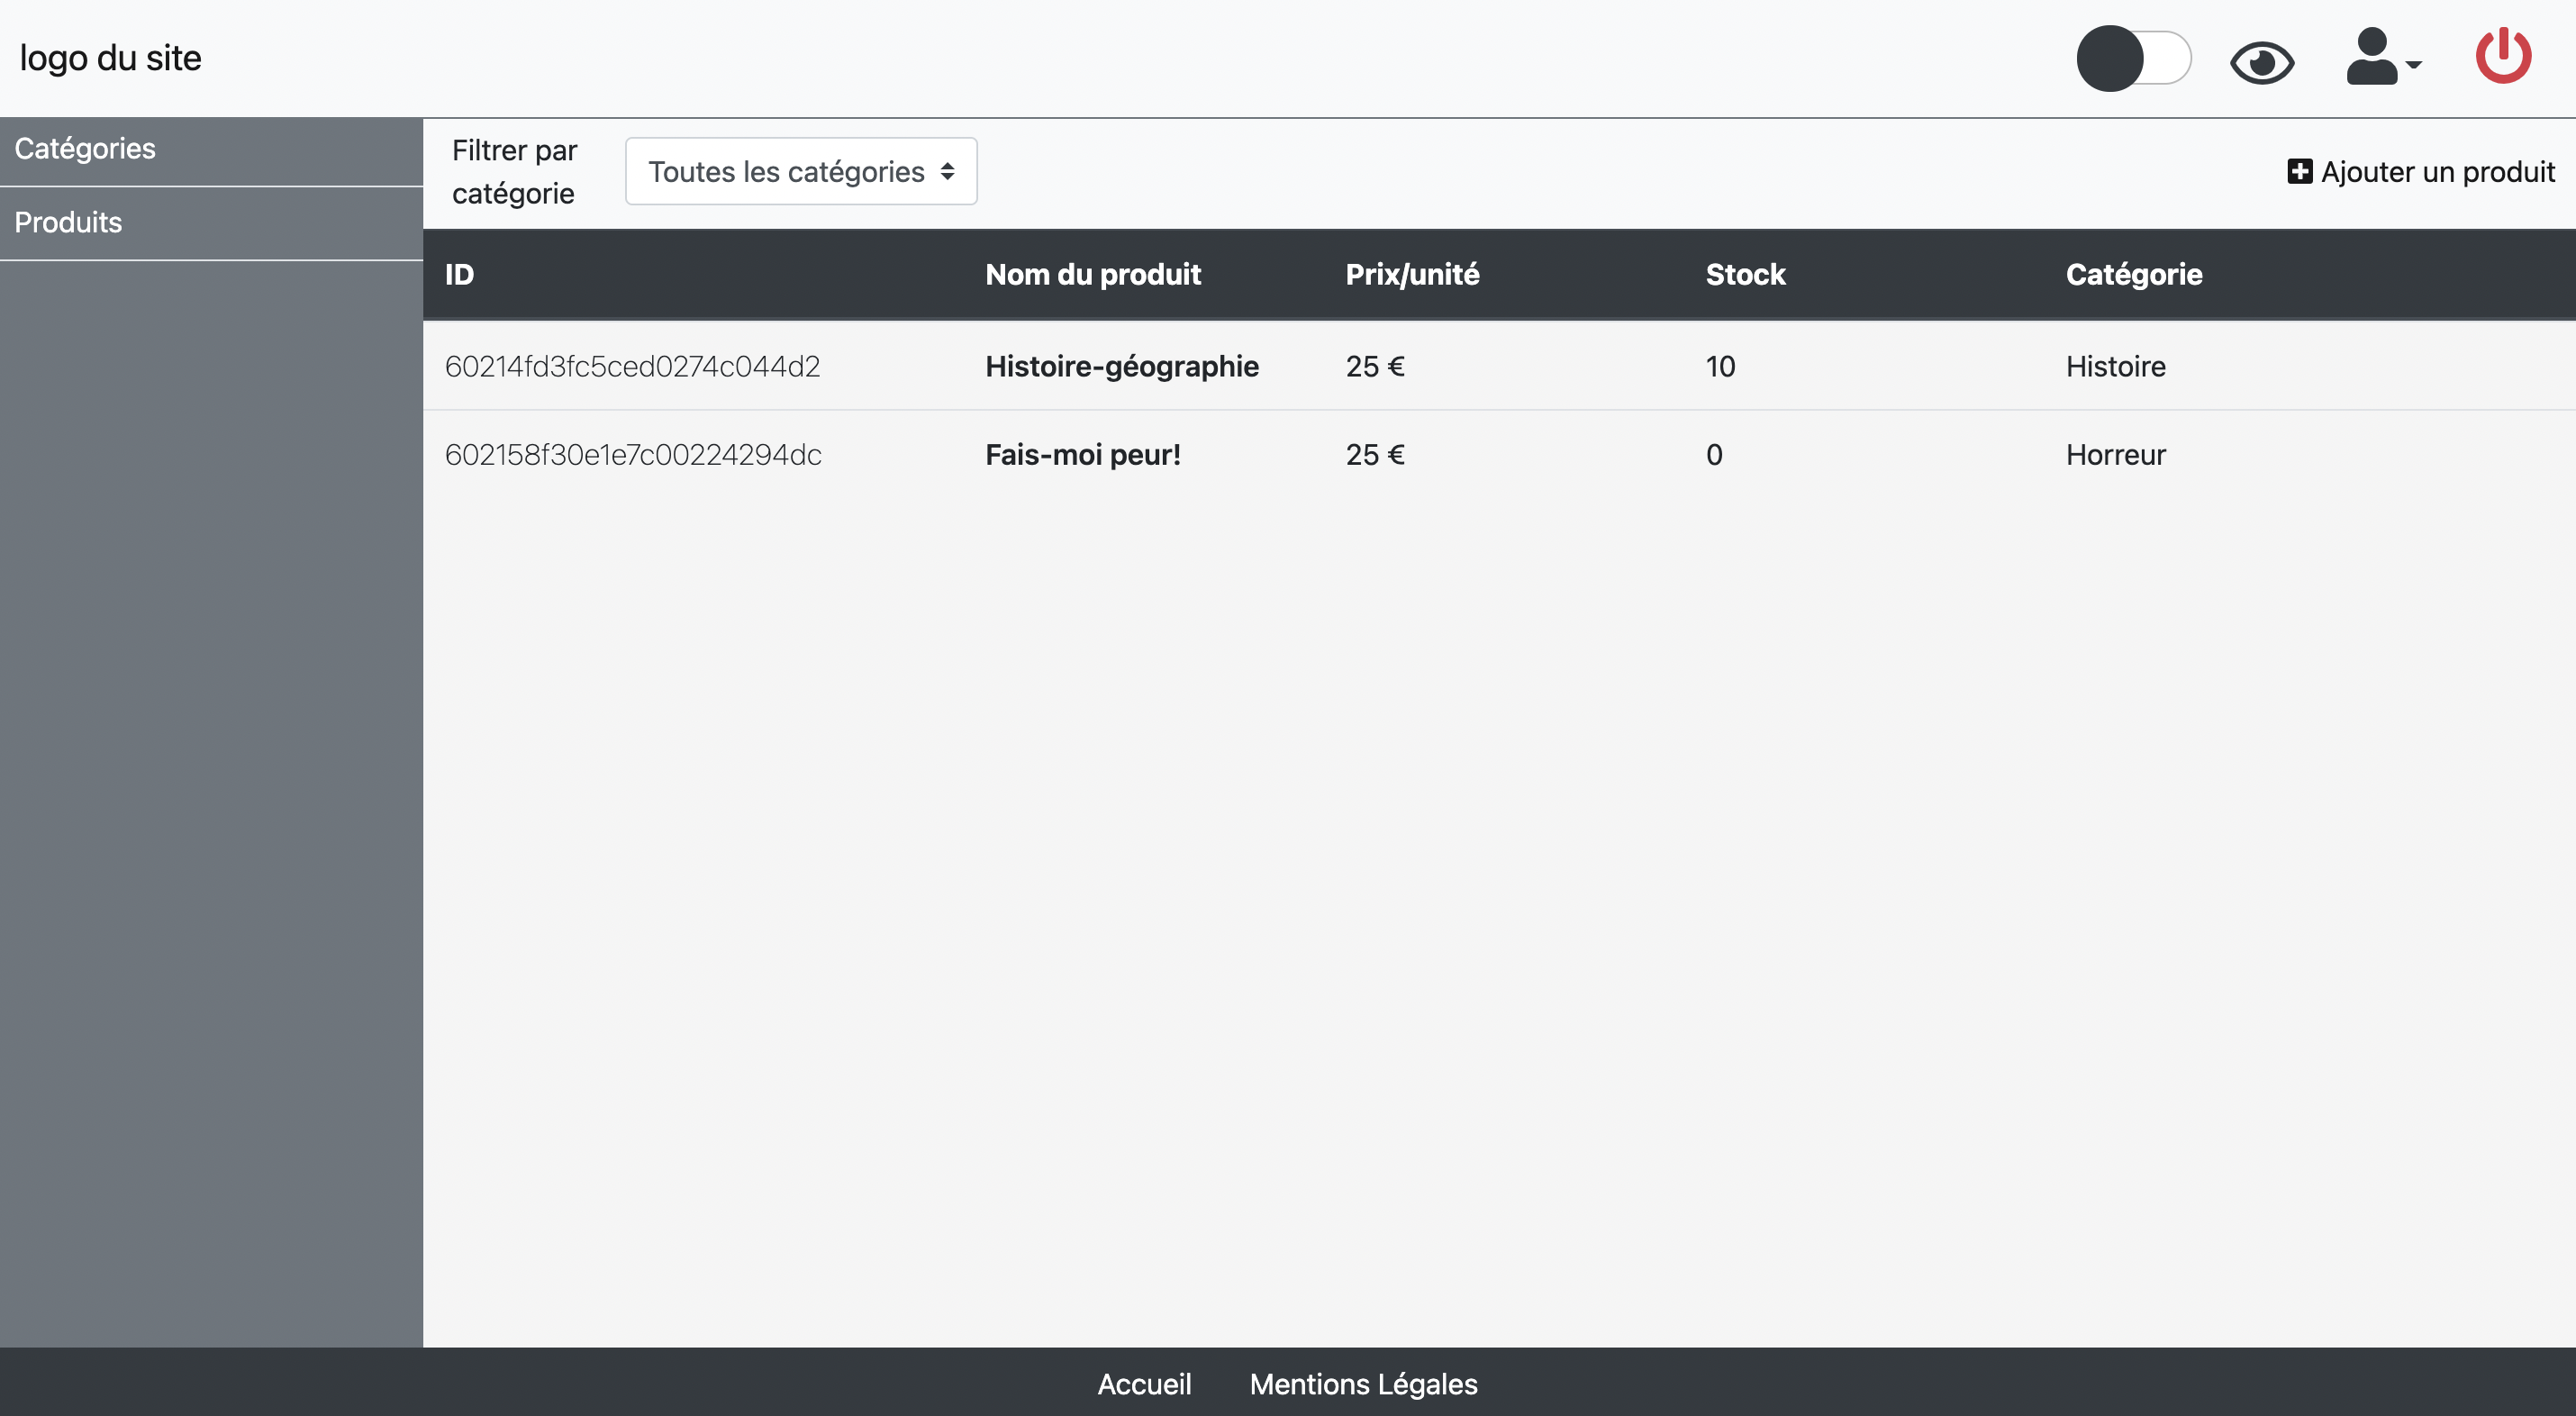 logo du site
Catégories
Produits
Filtrer par
catégorie
Toutes les catégories
Ajouter un produit
ID Nom du produit Prix/unité Stock Catégorie
60214fd3fc5ced0274c044d2 Histoire-géographie 25 € 10 Histoire
602158f30e1e7c00224294dc Fais-moi peur! 25 € 0 Horreur
Accueil Mentions Légales